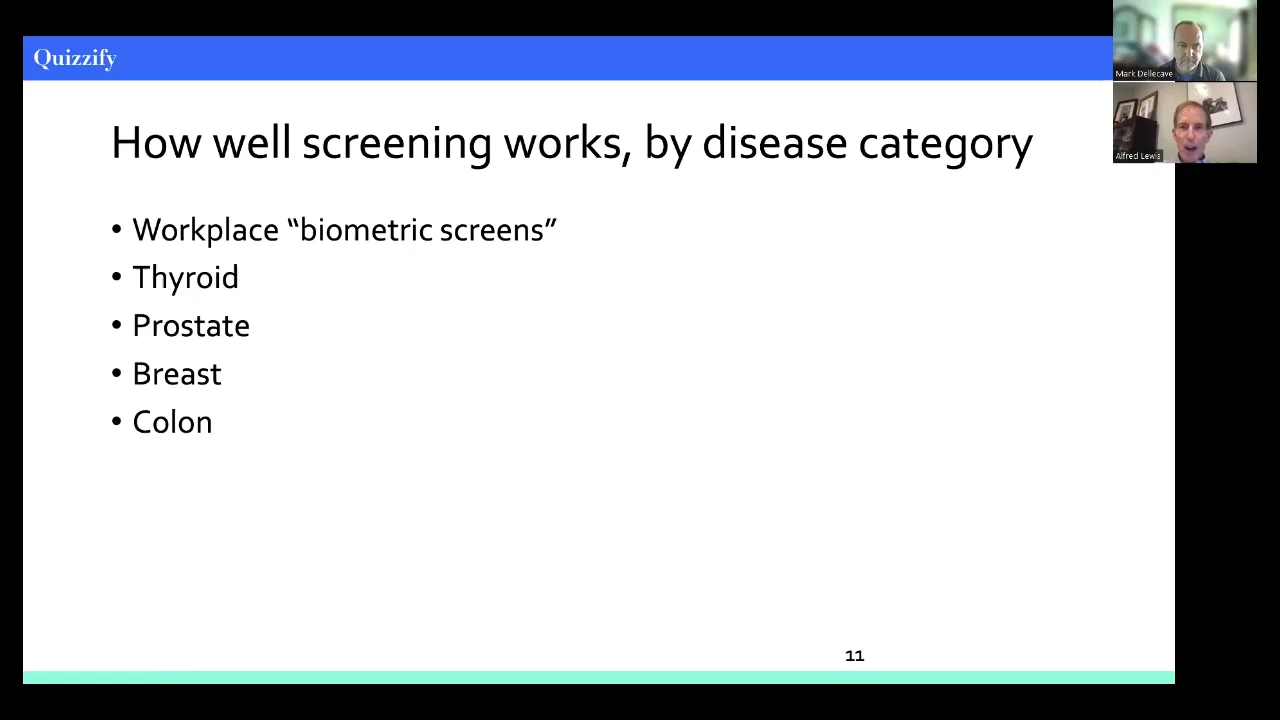 Quizzify
How well screening works, by disease category
• Workplace “biometric screens”
• Thyroid
• Prostate
• Breast
• Colon
11
Mark Dellecave
Alfred Lewis